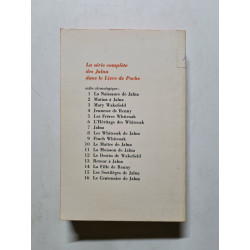 La série complète
des Jalna
dans le Livre de Poche
ordre chronologique :
1 La Naissance de Jalna
2 Matins à Jalna
3 Mary Wakefield
4 Jeunesse de Renny
5 Les Frères Whiteoak
6 L'Héritage des Whiteoak
7 Jalna
8 Les Whiteoak de Jalna
9 Finch Whiteoak
10 Le Maître de Jalna
11 La Moisson de Jalna
12 Le Destin de Wakefield
13 Retour à Jalna
14 La Fille de Renny
15 Les Sortilèges de Jalna
16 Le Centenaire de Jalna